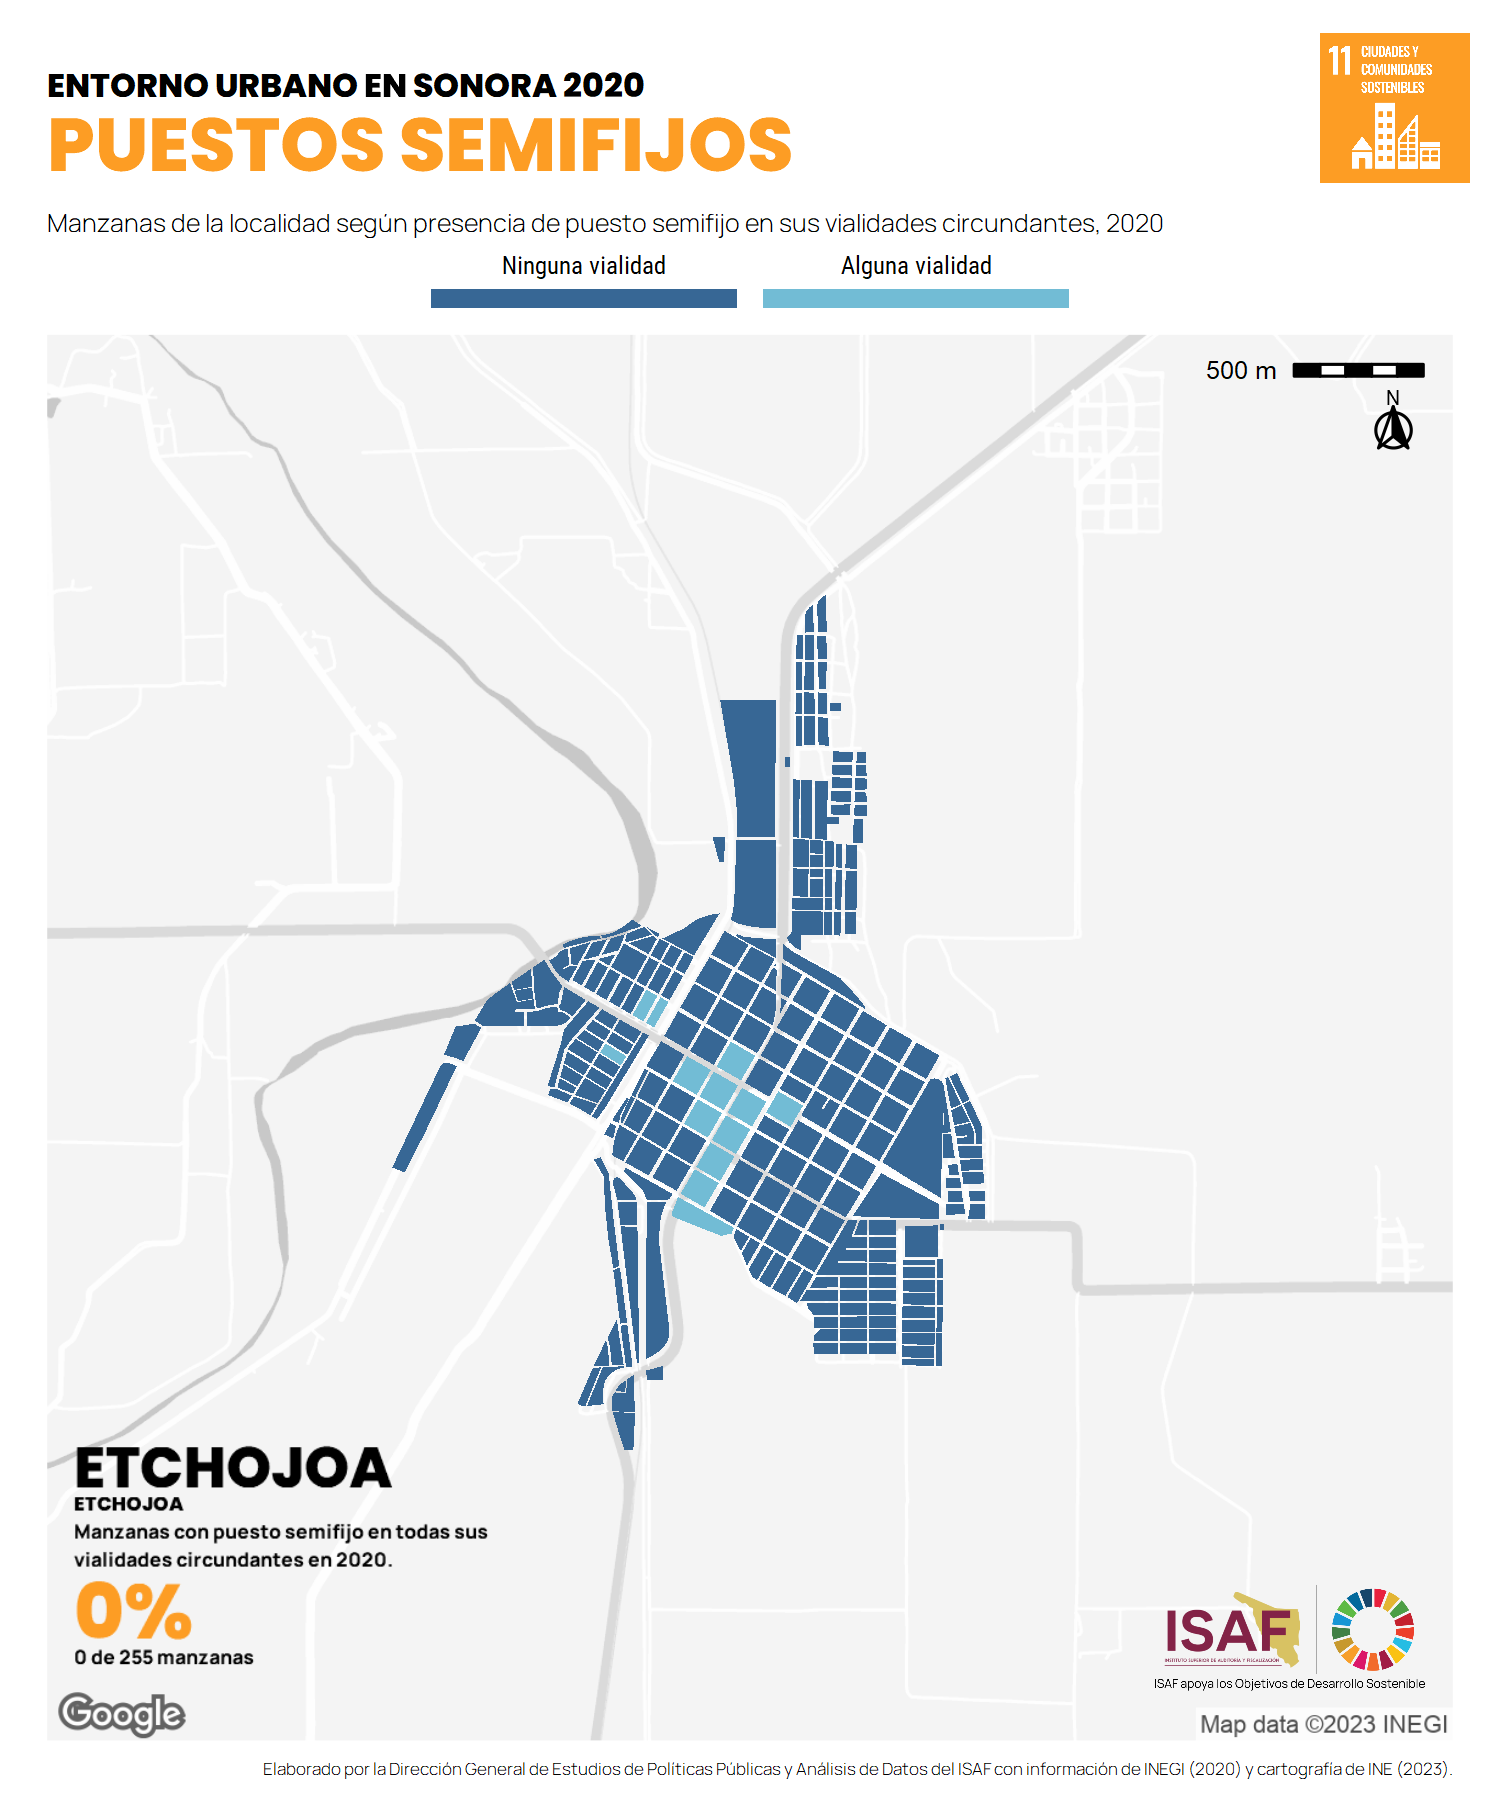 ENTORNO URBANO EN SONORA 2020
PUESTOS SEMIFIJOS
11 CIUDADES Y
COMUNIDADES
SOSTENIBLES
Manzanas de la localidad según presencia de puesto semifijo en sus vialidades circundantes, 2020
Ninguna vialidad
Alguna vialidad
500 m
N
ETCHOJOA
ETCHOJOA
Manzanas con puesto semifijo en todas sus
vialidades circundantes en 2020.
0%
0 de 255 manzanas
Google
ISAF
INSTITUTO SUPERIOR DE AUDITORÍA Y FISCALIZACIÓN
ISAF apoya los Objetivos de Desarrollo Sostenible
Map data ©2023 INEGI
Elaborado por la Dirección General de Estudios de Políticas Públicas y Análisis de Datos del ISAF con información de INEGI (2020) y cartografía de INE (2023).